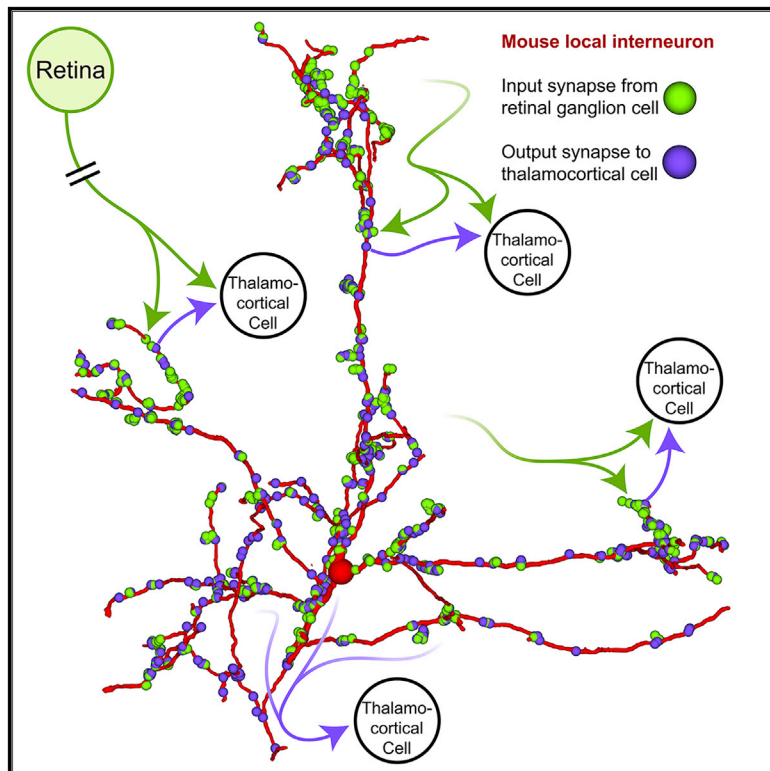 Retina
Mouse local interneuron
Input synapse from
retinal ganglion cell
Output synapse to
thalamocortical cell
Thalamo-
cortical
Cell
Thalamo-
cortical
Cell
Thalamo-
cortical
Cell
Thalamo-
cortical
Cell